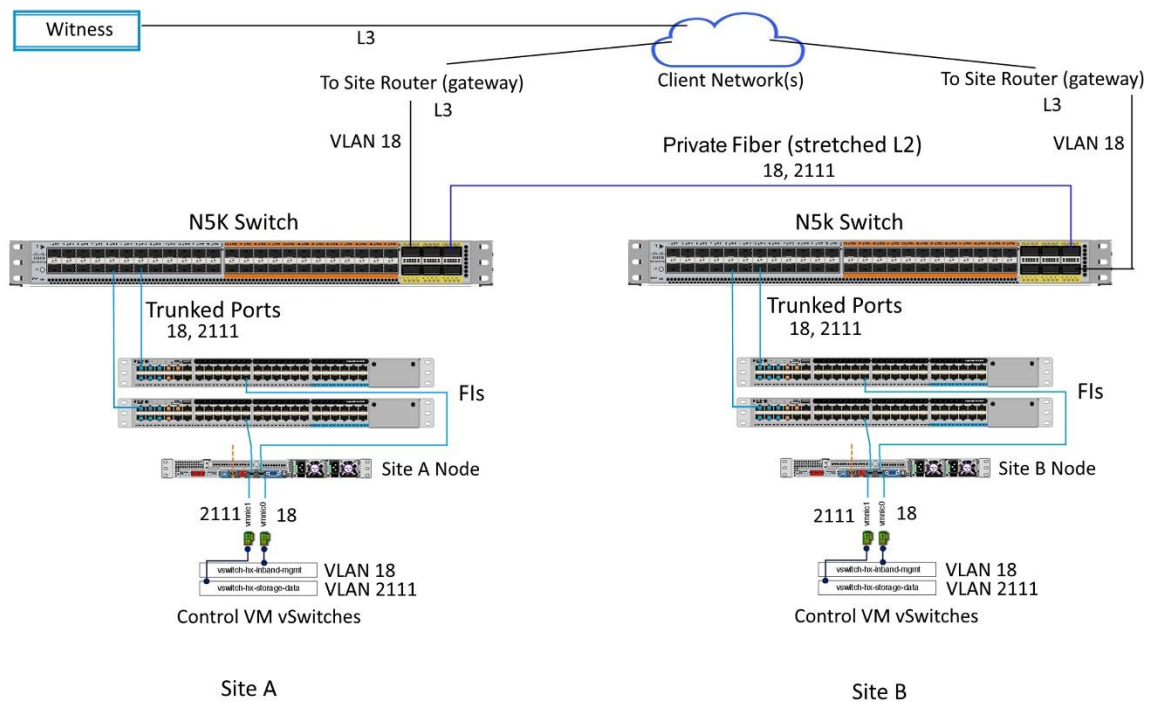 Witness
L3
Client Network(s)
To Site Router (gateway)
L3
VLAN 18
To Site Router (gateway)
L3
VLAN 18
Private Fiber (stretched L2)
18, 2111
N5K Switch
N5k Switch
Trunked Ports
18, 2111
FIs
Site A Node
2111
vmnic1
vmnic0
18
vswitch-hx-inband-mgmt
VLAN 18
vswitch-hx-storage-data
VLAN 2111
Control VM vSwitches
Site A
Trunked Ports
18, 2111
FIs
Site B Node
2111
vmnic1
vmnic0
18
vswitch-hx-inband-mgmt
VLAN 18
vswitch-hx-storage-data
VLAN 2111
Control VM vSwitches
Site B